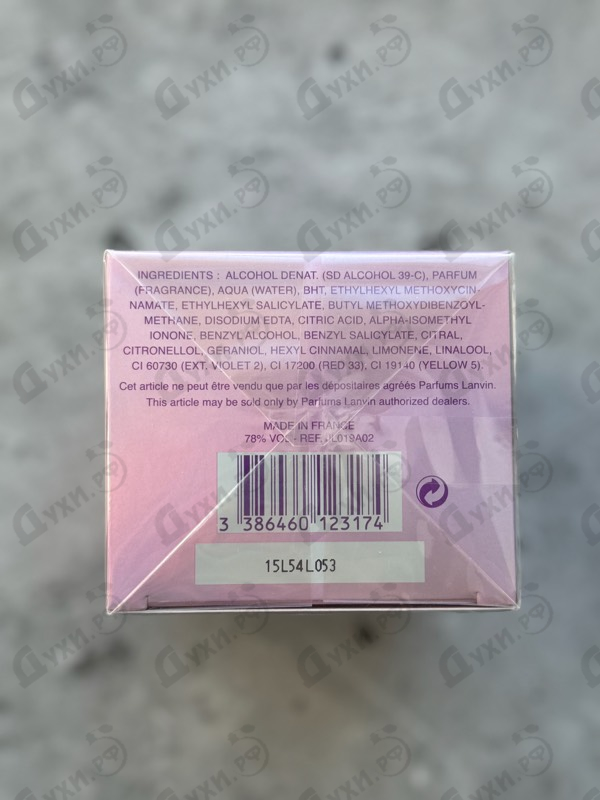 INGREDIENTS : ALCOHOL DENAT. (SD ALCOHOL 39-C), PARFUM
(FRAGRANCE), AQUA (WATER), BHT, ETHYLHEXYL METHOXYCIN-
NAMATE, ETHYLHEXYL SALICYLATE, BUTYL METHOXYDIBENZOYL-
METHANE, DISODIUM EDTA, CITRIC ACID, ALPHA-ISOMETHYL
IONONE, BENZYL ALCOHOL, BENZYL SALICYLATE, CITRAL,
CITRONELLOL, GERANIOL, HEXYL CINNAMAL, LIMONENE, LINALOOL,
CI 60730 (EXT. VIOLET 2), CI 17200 (RED 33), CI 19140 (YELLOW 5).
Cet article ne peut être vendu que par les dépositaires agréés Parfums Lanvin.
This article may be sold only by Parfums Lanvin authorized dealers.
MADE IN FRANCE
78% VOL - REF. JL019A02
3 386460 123174
15L54L053
Духи.рф